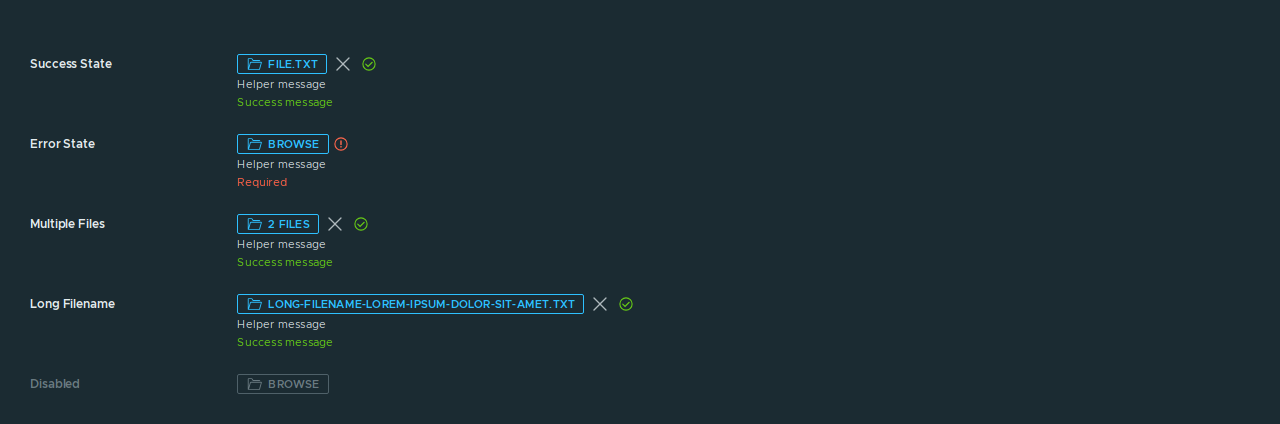 Success State
FILE.TXT
Helper message
Success message
Error State
BROWSE
Helper message
Required
Multiple Files
2 FILES
Helper message
Success message
Long Filename
LONG-FILENAME-LOREM-IPSUM-DOLOR-SIT-AMET.TXT
Helper message
Success message
Disabled
BROWSE